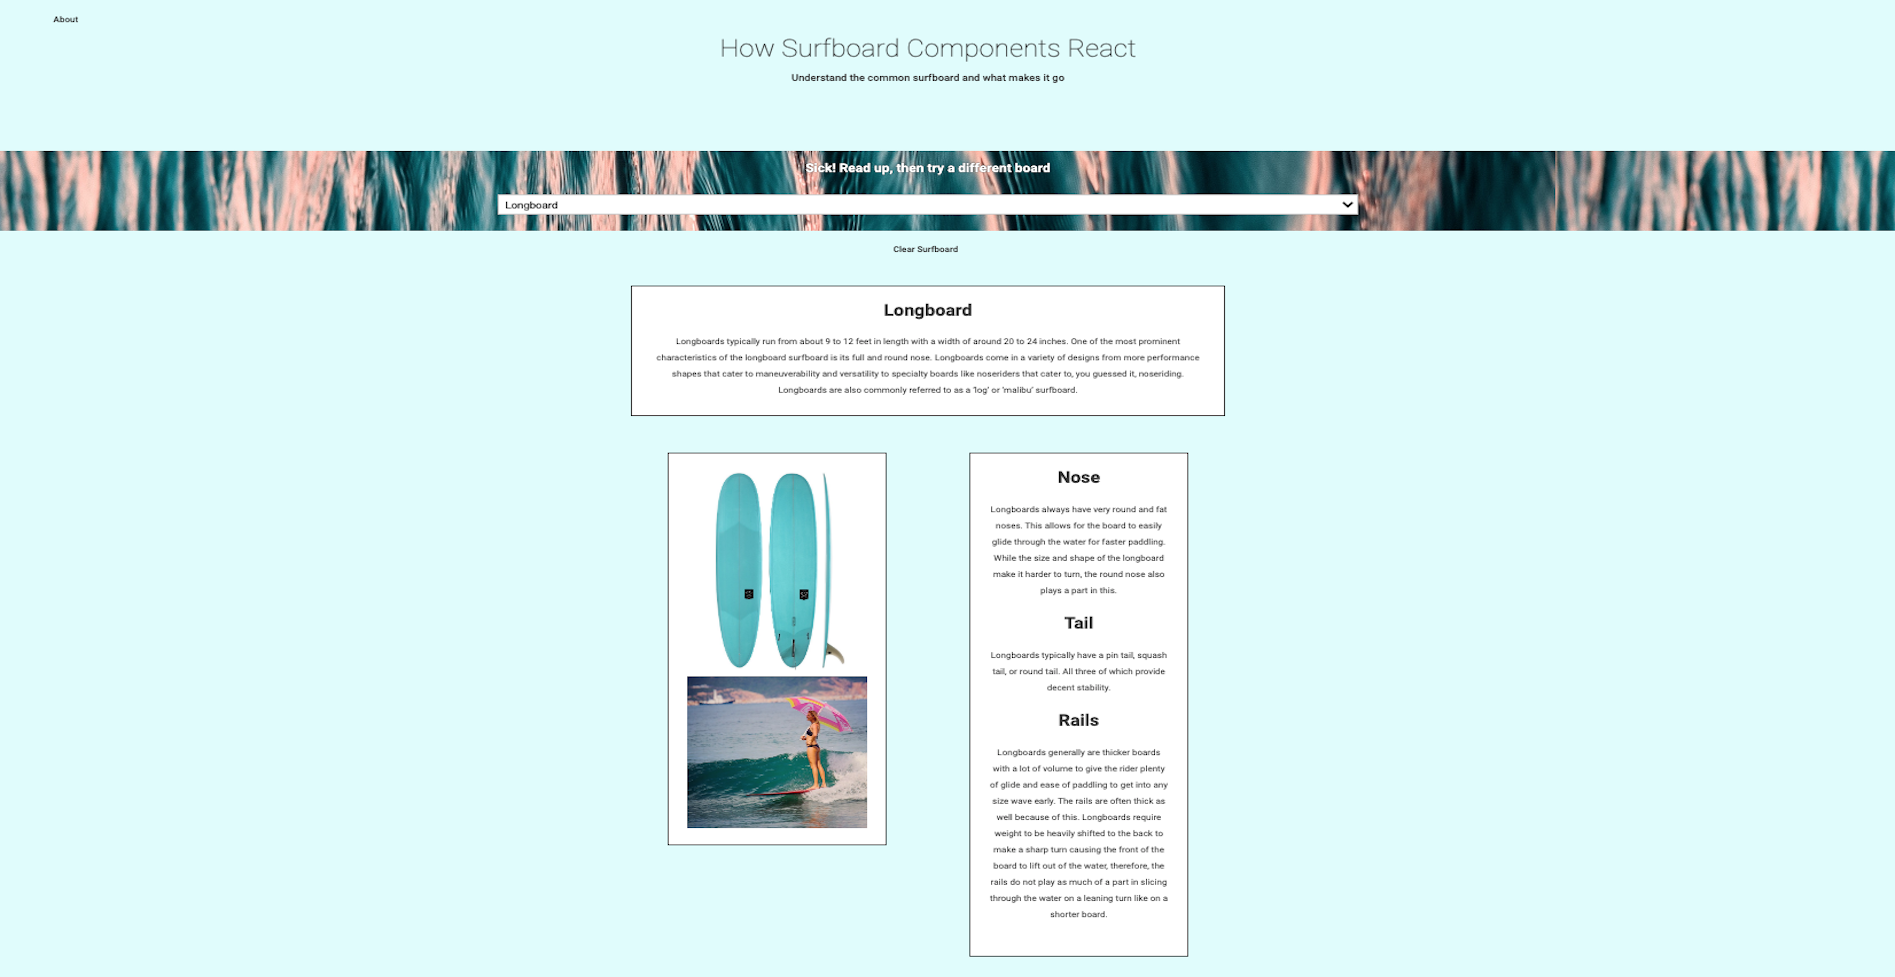 About
How Surfboard Components React
Understand the common surfboard and what makes it go
Sick! Read up, then try a different board
Longboard
Clear Surfboard
Longboard
Longboards typically run from about 9 to 12 feet in length with a width of around 20 to 24 inches. One of the most prominent
characteristics of the longboard surfboard is its full and round nose. Longboards come in a variety of designs from more performance
shapes that cater to maneuverability and versatility to specialty boards like noseriders that cater to, you guessed it, noseriding.
Longboards are also commonly referred to as a 'log' or 'malibu' surfboard.
Nose
Longboards always have very round and fat
noses. This allows for the board to easily
glide through the water for faster paddling.
While the size and shape of the longboard
make it harder to turn, the round nose also
plays a part in this.
Tail
Longboards typically have a pin tail, squash
tail, or round tail. All three of which provide
decent stability.
Rails
Longboards generally are thicker boards
with a lot of volume to give the rider plenty
of glide and ease of paddling to get into any
size wave early. The rails are often thick as
well because of this. Longboards require
weight to be heavily shifted to the back to
make a sharp turn causing the front of the
board to lift out of the water, therefore, the
rails do not play as much of a part in slicing
through the water on a leaning turn like on a
shorter board.